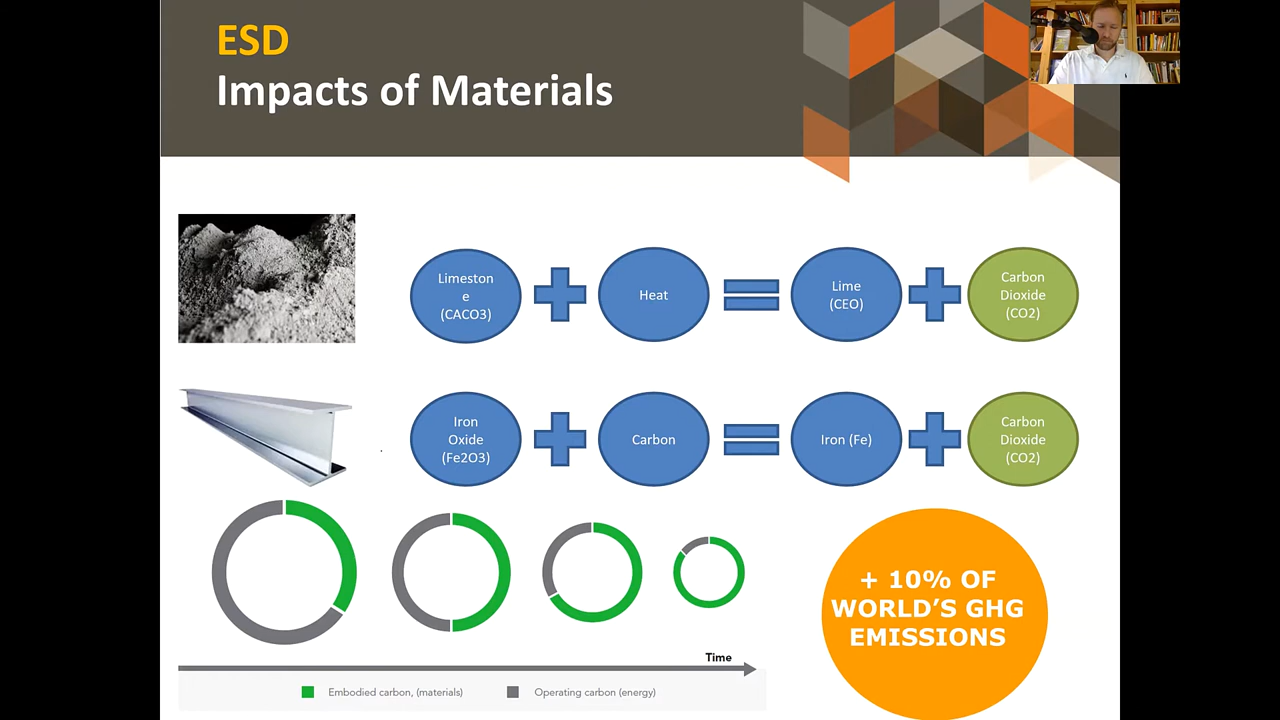 ESD
Impacts of Materials
Limeston
e
(CACO3)
Heat
Lime
(CEO)
Carbon
Dioxide
(CO2)
Iron
Oxide
(Fe2O3)
Carbon
Iron (Fe)
Carbon
Dioxide
(CO2)
+ 10% OF
WORLD'S GHG
EMISSIONS
Time
Embodied carbon, (materials)
Operating carbon (energy)